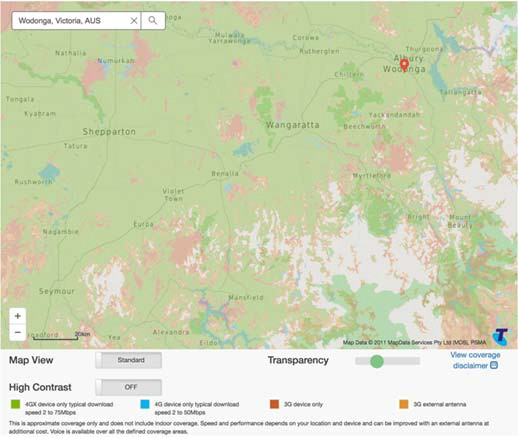 Wodonga, Victoria, AUS
Mulwala
Yarrawonga
Corowa
Rutherglen
Thurgoona
Albury
Wodonga
Nathalia
Numurkah
Chiltern
Tallangatta
Tongala
Kyabram
Yackandandah
Shepparton
Wangaratta
Beechworth
Tatura
Rushworth
Benalla
Myrtleford
Violet
Town
Nagambie
Euroa
Bright
Mount
Beauty
Seymour
Mansfield
+
−
20km
Yea
Alexandra
Eildon
Map Data © 2011 MapData Services Pty Ltd (MDS), PSMA
T
Map View
Standard
Transparency
View coverage
disclaimer
High Contrast
OFF
4GX device only typical download
speed 2 to 75Mbps
4G device only typical download
speed 2 to 50Mbps
3G device only
3G external antenna
This is approximate coverage only and does not include indoor coverage. Speed and performance depends on your location and device and can be improved with an external antenna at
additional cost. Voice is available over all the defined coverage areas.